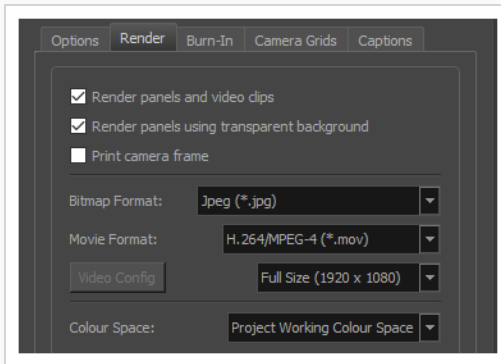 Options Render Burn-In Camera Grids Captions
Render panels and video clips
Render panels using transparent background
Print camera frame
Bitmap Format: Jpeg (*.jpg)
Movie Format: H.264/MPEG-4 (*.mov)
Video Config Full Size (1920 x 1080)
Colour Space: Project Working Colour Space